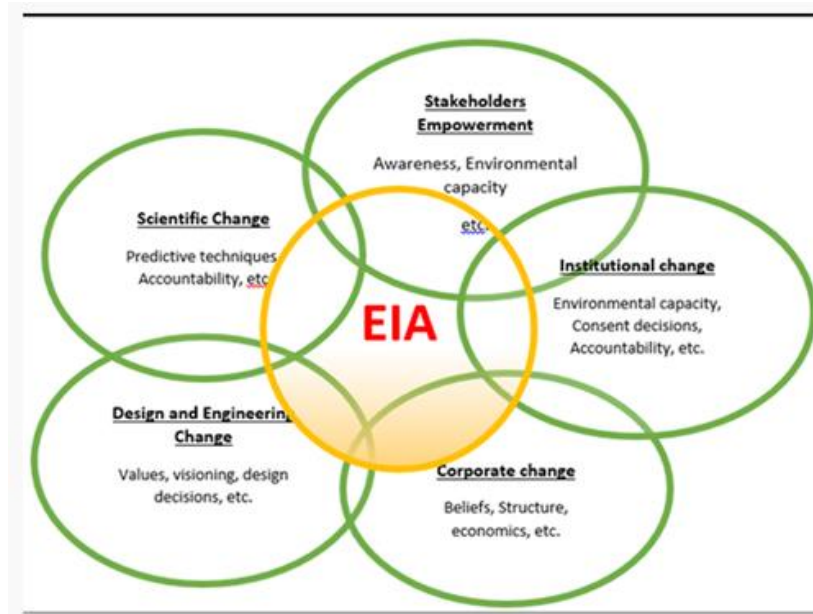 Stakeholders
Empowerment
Awareness, Environmental
capacity
etc.
Scientific Change
Predictive techniques
Accountability, etc
Institutional change
Environmental capacity,
Consent decisions,
Accountability, etc.
EIA
Design and Engineering
Change
Values, visioning, design
decisions, etc.
Corporate change
Beliefs, Structure,
economics, etc.